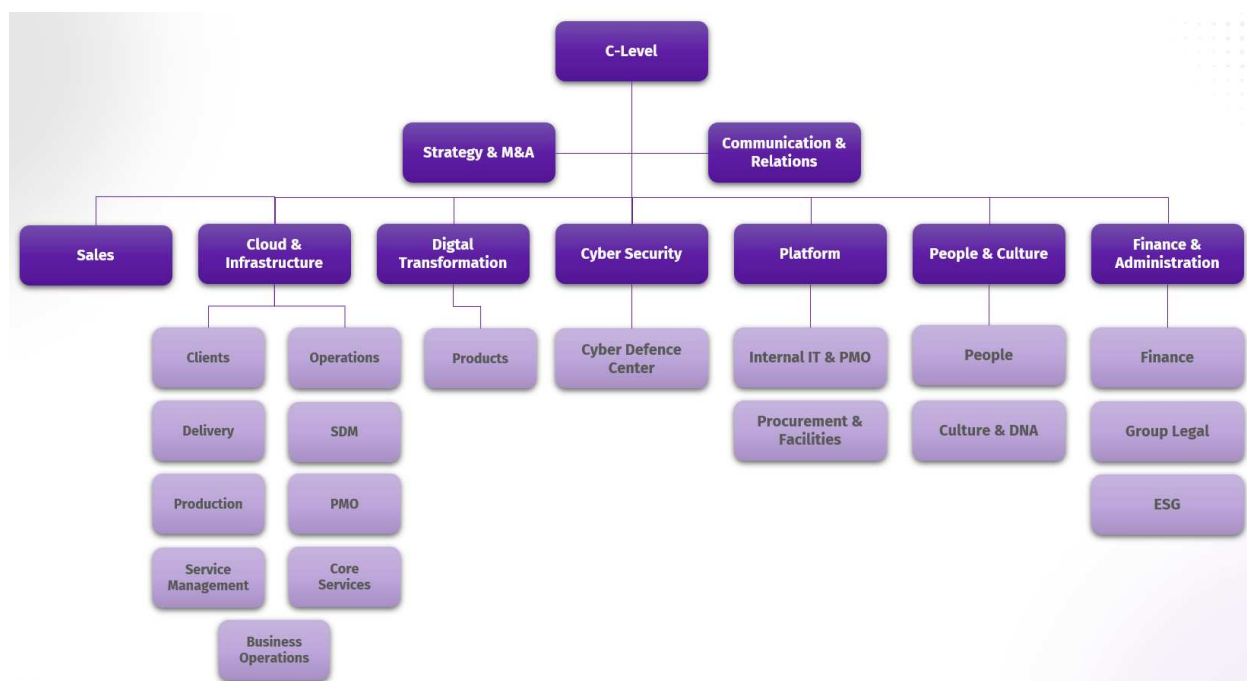 C-Level
Strategy & M&A
Communication &
Relations
Sales
Cloud &
Infrastructure
Digtal
Transformation
Cyber Security
Platform
People & Culture
Finance &
Administration
Clients
Operations
Products
Cyber Defence
Center
Internal IT & PMO
People
Finance
Delivery
SDM
Procurement &
Facilities
Culture & DNA
Group Legal
Production
PMO
ESG
Service
Management
Core
Services
Business
Operations